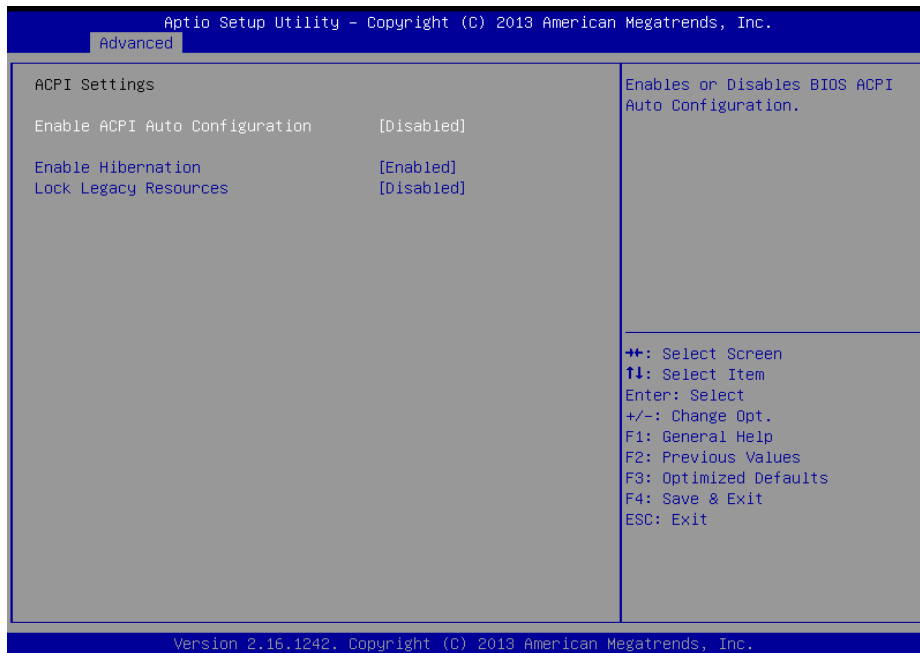 Aptio Setup Utility – Copyright (C) 2013 American Megatrends, Inc.
Advanced
ACPI Settings
Enable ACPI Auto Configuration [Disabled]
Enable Hibernation [Enabled]
Lock Legacy Resources [Disabled]
Enables or Disables BIOS ACPI
Auto Configuration.
→←: Select Screen
↑↓: Select Item
Enter: Select
+/-: Change Opt.
F1: General Help
F2: Previous Values
F3: Optimized Defaults
F4: Save & Exit
ESC: Exit
Version 2.16.1242. Copyright (C) 2013 American Megatrends, Inc.